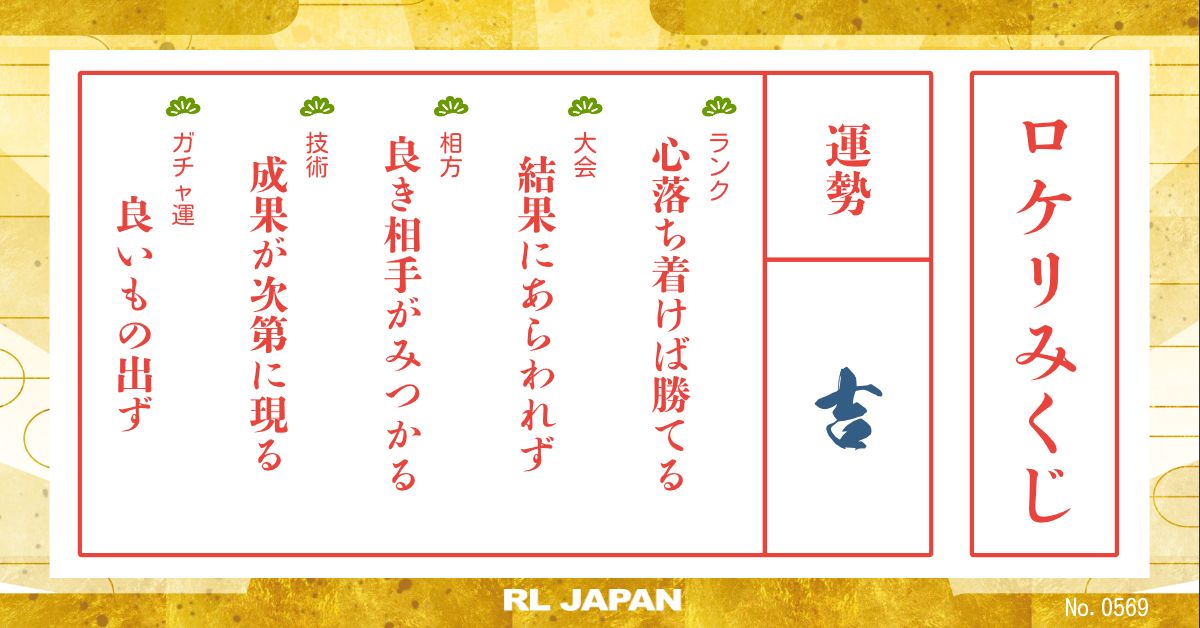 ロケリみくじ
運勢
吉
ランク
心落ち着けば勝てる
大会
結果にあらわれず
相方
良き相手がみつかる
技術
成果が次第に現る
ガチャ運
良いもの出ず
RL JAPAN
No. 0569